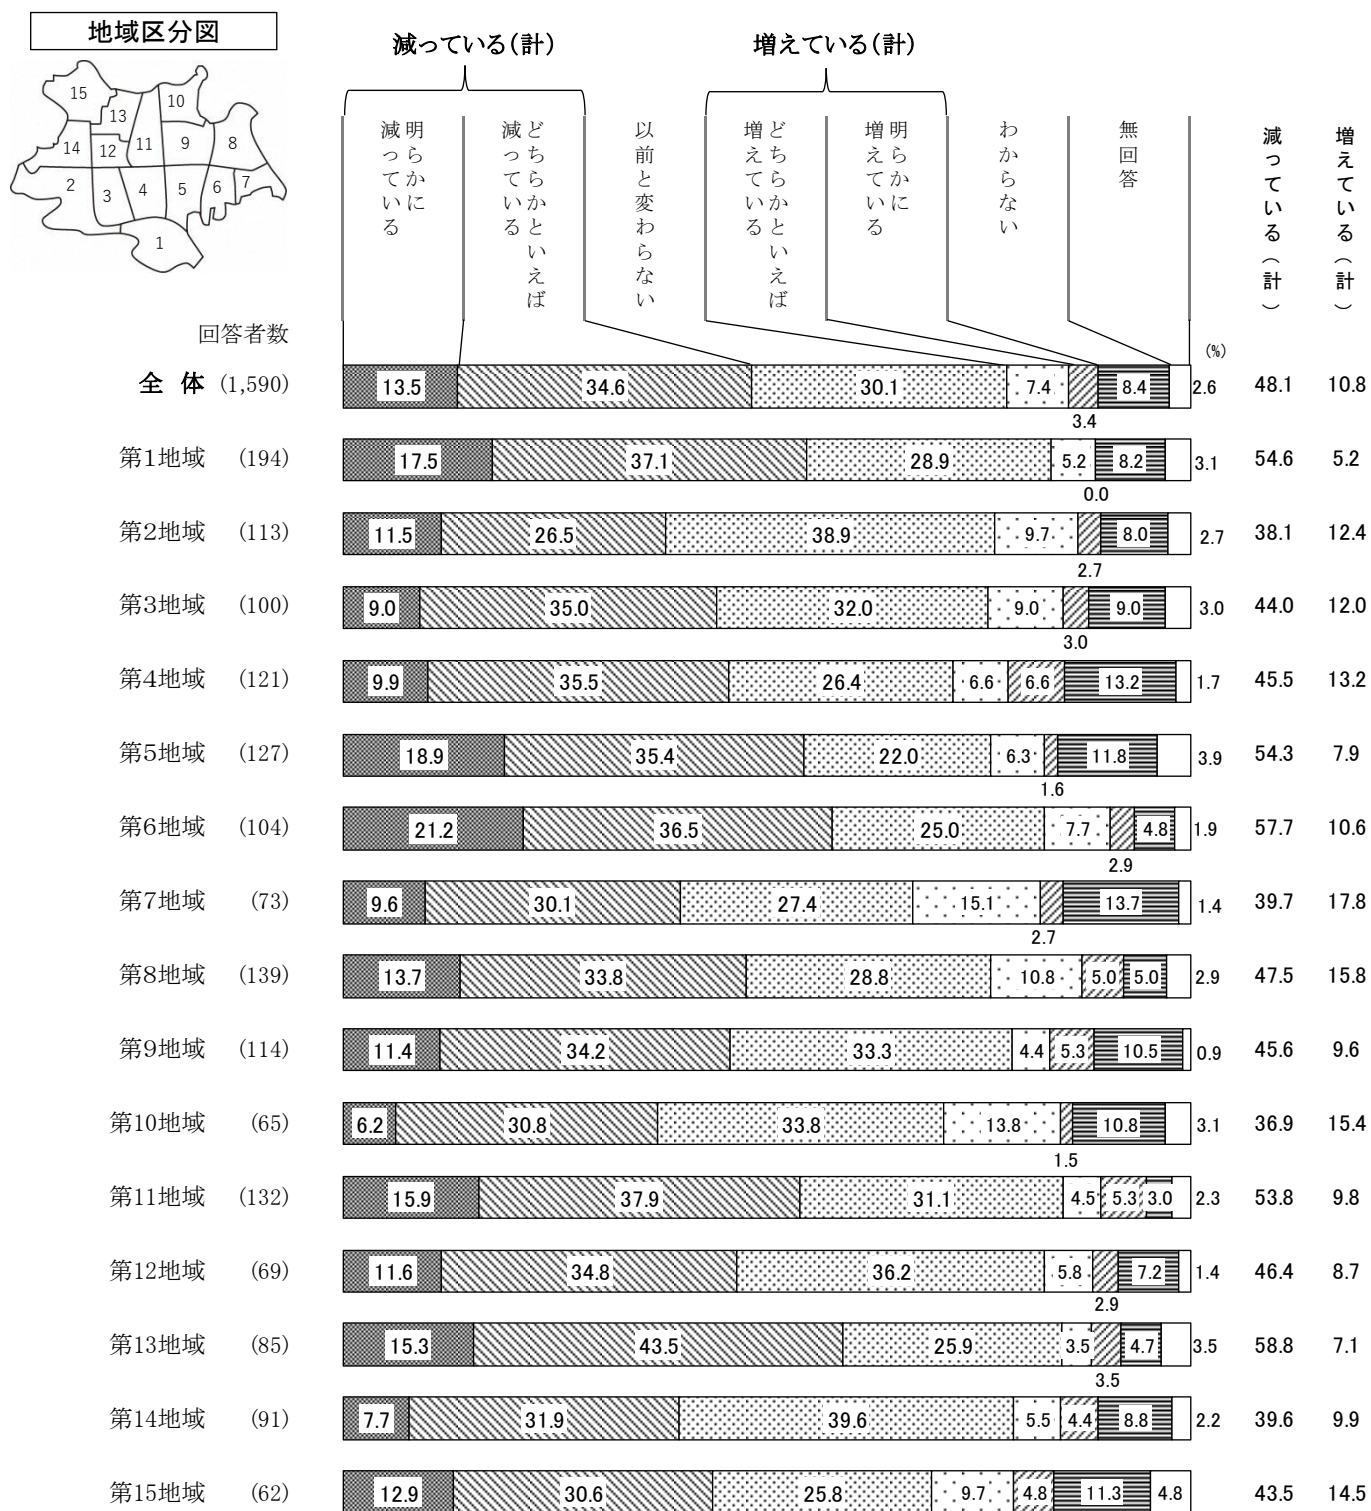 地域区分図
15
13
10
14
12
11
9
8
2
3
4
5
6
7
1
減っている(計)
増えている(計)
明らかに
減っている
どちらかといえば
減っている
以前と変わらない
どちらかといえば
増えている
明らかに
増えている
わからない
無回答
減っている(計)
増えている(計)
回答者数
(%)
全 体 (1,590) 13.5 34.6 30.1 7.4 3.4 8.4 2.6 48.1 10.8
第1地域 (194) 17.5 37.1 28.9 5.2 0.0 8.2 3.1 54.6 5.2
第2地域 (113) 11.5 26.5 38.9 9.7 2.7 8.0 2.7 38.1 12.4
第3地域 (100) 9.0 35.0 32.0 9.0 3.0 9.0 3.0 44.0 12.0
第4地域 (121) 9.9 35.5 26.4 6.6 6.6 13.2 1.7 45.5 13.2
第5地域 (127) 18.9 35.4 22.0 6.3 1.6 11.8 3.9 54.3 7.9
第6地域 (104) 21.2 36.5 25.0 7.7 2.9 4.8 1.9 57.7 10.6
第7地域 (73) 9.6 30.1 27.4 15.1 2.7 13.7 1.4 39.7 17.8
第8地域 (139) 13.7 33.8 28.8 10.8 5.0 5.0 2.9 47.5 15.8
第9地域 (114) 11.4 34.2 33.3 4.4 5.3 10.5 0.9 45.6 9.6
第10地域 (65) 6.2 30.8 33.8 13.8 1.5 10.8 3.1 36.9 15.4
第11地域 (132) 15.9 37.9 31.1 4.5 5.3 3.0 2.3 53.8 9.8
第12地域 (69) 11.6 34.8 36.2 5.8 2.9 7.2 1.4 46.4 8.7
第13地域 (85) 15.3 43.5 25.9 3.5 3.5 4.7 3.5 58.8 7.1
第14地域 (91) 7.7 31.9 39.6 5.5 4.4 8.8 2.2 39.6 9.9
第15地域 (62) 12.9 30.6 25.8 9.7 4.8 11.3 4.8 43.5 14.5